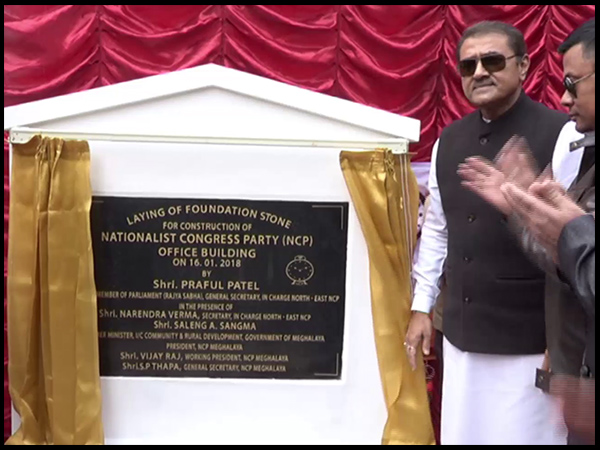 LAYING OF FOUNDATION STONE
FOR CONSTRUCTION OF
NATIONALIST CONGRESS PARTY (NCP)
OFFICE BUILDING
ON 16. 01. 2018
BY
Shri. PRAFUL PATEL
MEMBER OF PARLIAMENT (RAJYA SABHA), GENERAL SECRETARY, IN CHARGE NORTH - EAST NCP
IN THE PRESENCE OF
Shri. NARENDRA VERMA, SECRETARY, IN CHARGE NORTH - EAST NCP
Shri. SALENG A. SANGMA
MINISTER, I/C COMMUNITY & RURAL DEVELOPMENT, GOVERNMENT OF MEGHALAYA
PRESIDENT, NCP MEGHALAYA
Shri. VIJAY RAJ, WORKING PRESIDENT, NCP MEGHALAYA
Shri.S.P THAPA, GENERAL SECRETARY, NCP MEGHALAYA